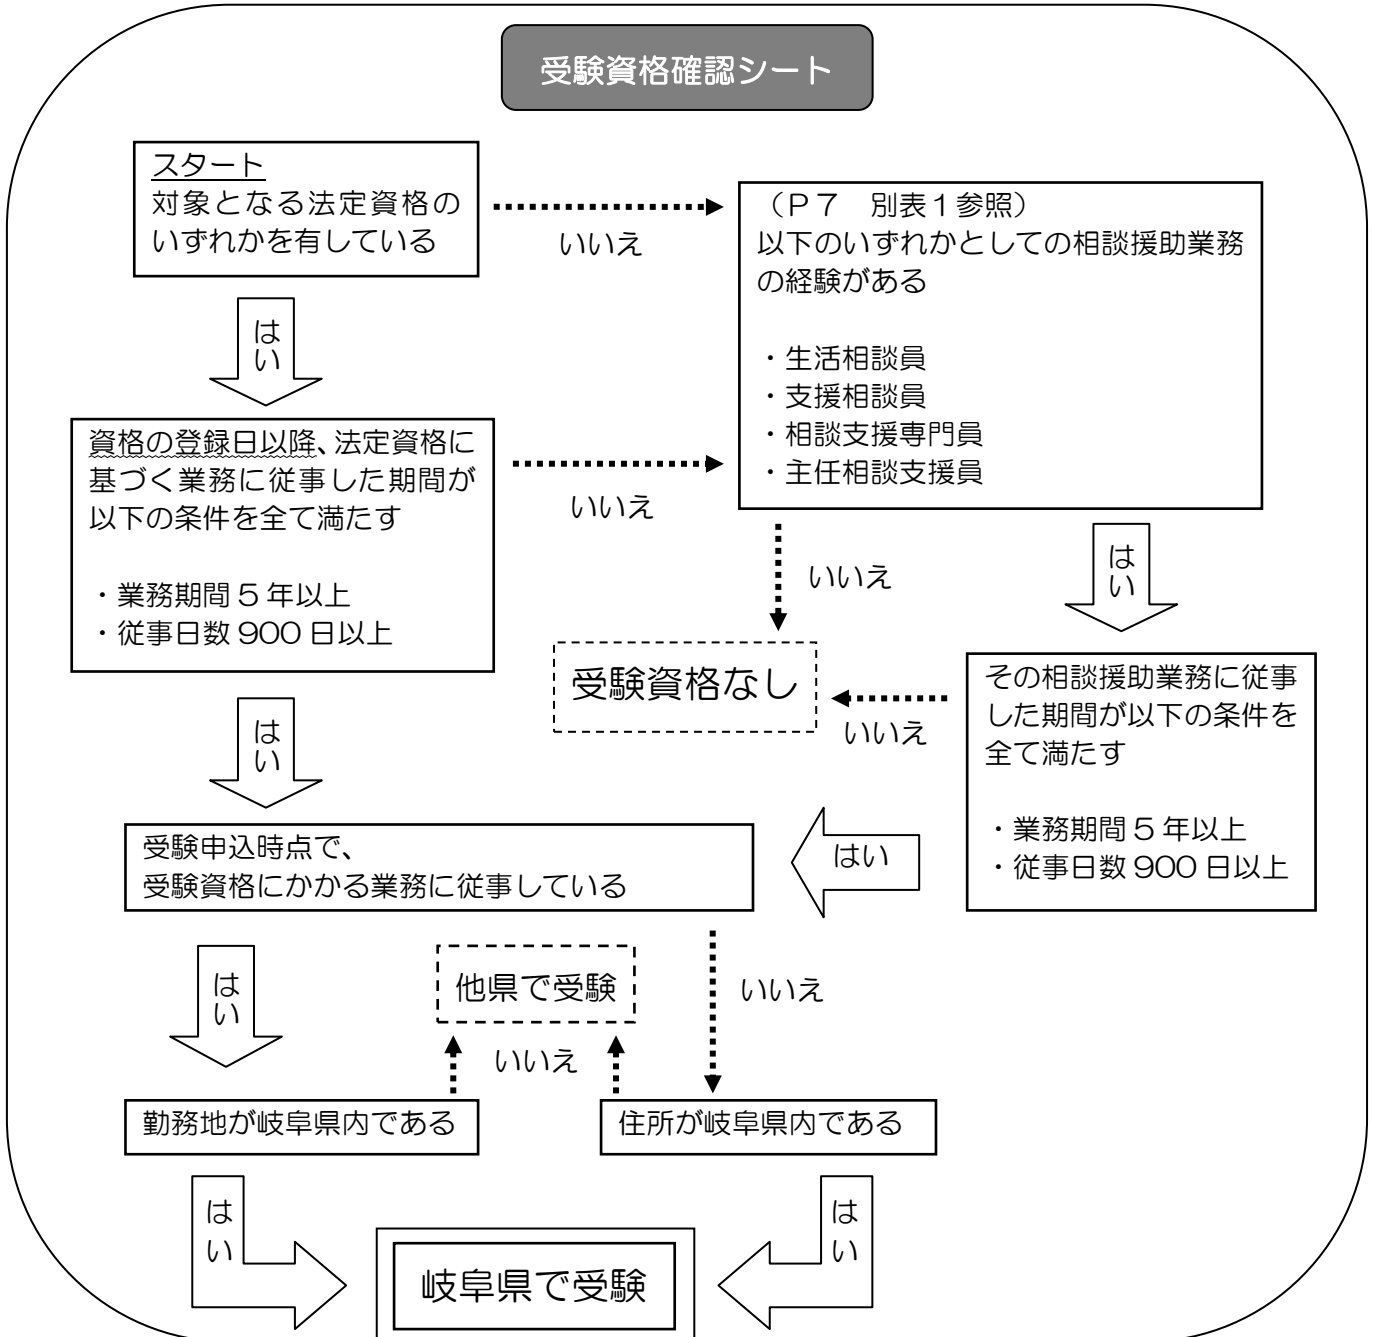 受験資格確認シート
スタート
対象となる法定資格の
いずれかを有している
いいえ
(P7 別表1参照)
以下のいずれかとしての相談援助業務
の経験がある
・生活相談員
・支援相談員
・相談支援専門員
・主任相談支援員
はい
資格の登録日以降、法定資格に
基づく業務に従事した期間が
以下の条件を全て満たす
・業務期間5年以上
・従事日数900日以上
いいえ
いいえ
はい
受験資格なし
その相談援助業務に従事
した期間が以下の条件を
全て満たす
・業務期間5年以上
・従事日数900日以上
いいえ
はい
はい
受験申込時点で、
受験資格にかかる業務に従事している
はい
他県で受験
いいえ
いいえ
勤務地が岐阜県内である
住所が岐阜県内である
はい
はい
岐阜県で受験